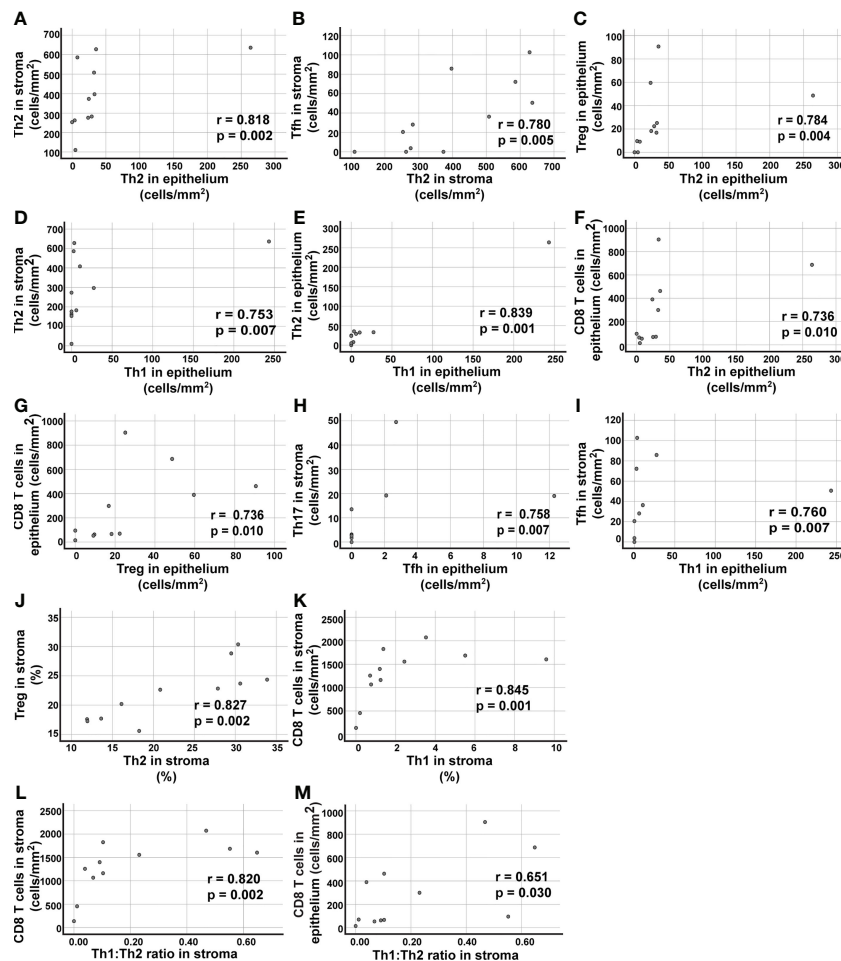 A
Th2 in stroma
(cells/mm²)
700
600
500
400
300
200
100
r = 0.818
p = 0.002
0 50 100 150 200 250 300
Th2 in epithelium
(cells/mm²)
B
Tfh in stroma
(cells/mm²)
120
100
80
60
40
20
0
r = 0.780
p = 0.005
100 200 300 400 500 600 700
Th2 in stroma
(cells/mm²)
C
Treg in epithelium
(cells/mm²)
100
80
60
40
20
0
r = 0.784
p = 0.004
0 50 100 150 200 250 300
Th2 in epithelium
(cells/mm²)
D
Th2 in stroma
(cells/mm²)
700
600
500
400
300
200
100
0
r = 0.753
p = 0.007
0 50 100 150 200 250
Th1 in epithelium
(cells/mm²)
E
Th2 in epithelium
(cells/mm²)
300
250
200
150
100
50
0
r = 0.839
p = 0.001
0 50 100 150 200 250
Th1 in epithelium
(cells/mm²)
F
CD8 T cells in
epithelium (cells/mm²)
1000
800
600
400
200
0
r = 0.736
p = 0.010
0 50 100 150 200 250 300
Th2 in epithelium
(cells/mm²)
G
CD8 T cells in
epithelium (cells/mm²)
1000
800
600
400
200
0
r = 0.736
p = 0.010
0 20 40 60 80 100
Treg in epithelium
(cells/mm²)
H
Th17 in stroma
(cells/mm²)
50
40
30
20
10
0
r = 0.758
p = 0.007
0 2 4 6 8 10 12
Tfh in epithelium
(cells/mm²)
I
Tfh in stroma
(cells/mm²)
120
100
80
60
40
20
0
r = 0.760
p = 0.007
0 50 100 150 200 250
Th1 in epithelium
(cells/mm²)
J
Treg in stroma
(%)
35
30
25
20
15
r = 0.827
p = 0.002
10 15 20 25 30 35
Th2 in stroma
(%)
K
CD8 T cells in stroma
(cells/mm²)
2500
2000
1500
1000
500
0
r = 0.845
p = 0.001
0 2 4 6 8 10
Th1 in stroma
(%)
L
CD8 T cells in stroma
(cells/mm²)
2500
2000
1500
1000
500
0
r = 0.820
p = 0.002
0.00 0.20 0.40 0.60
Th1:Th2 ratio in stroma
M
CD8 T cells in
epithelium (cells/mm²)
1000
800
600
400
200
0
r = 0.651
p = 0.030
0.00 0.20 0.40 0.60
Th1:Th2 ratio in stroma